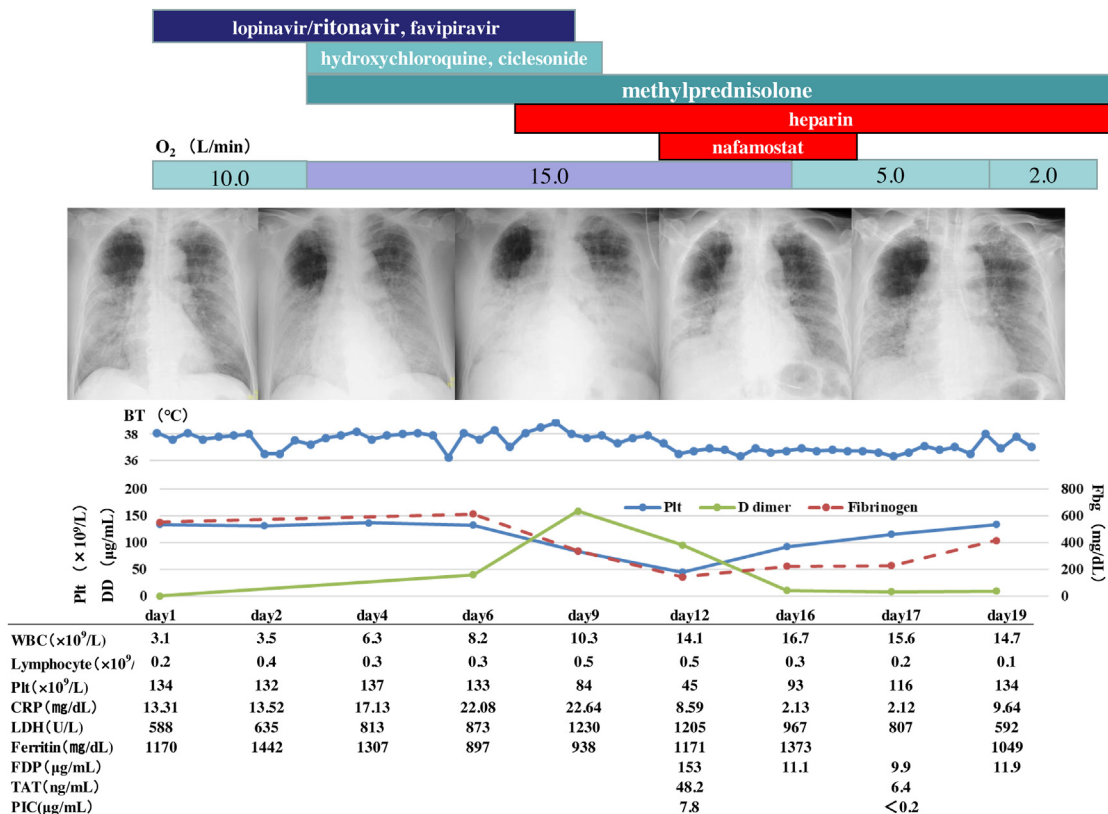 lopinavir/ritonavir, favipiravir
hydroxychloroquine, ciclesonide
methylprednisolone
heparin
nafamostat
O₂ （L/min）
10.0 15.0 5.0 2.0
BT （℃）
38
36
200 800
150 600
100 400
50 200
0 0
Plt （×10⁹/L）
DD （μg/mL）
Plt D dimer Fibrinogen
Fbg （mg/dL）
day1 day2 day4 day6 day9 day12 day16 day17 day19
WBC(×10⁹/L) 3.1 3.5 6.3 8.2 10.3 14.1 16.7 15.6 14.7
Lymphocyte(×10⁹/ 0.2 0.4 0.3 0.3 0.5 0.5 0.3 0.2 0.1
Plt(×10⁹/L) 134 132 137 133 84 45 93 116 134
CRP(㎎/dL) 13.31 13.52 17.13 22.08 22.64 8.59 2.13 2.12 9.64
LDH(U/L) 588 635 813 873 1230 1205 967 807 592
Ferritin(㎎/dL) 1170 1442 1307 897 938 1171 1373 1049
FDP(μg/mL) 153 11.1 9.9 11.9
TAT(ng/mL) 48.2 6.4
PIC(μg/mL) 7.8 ＜0.2